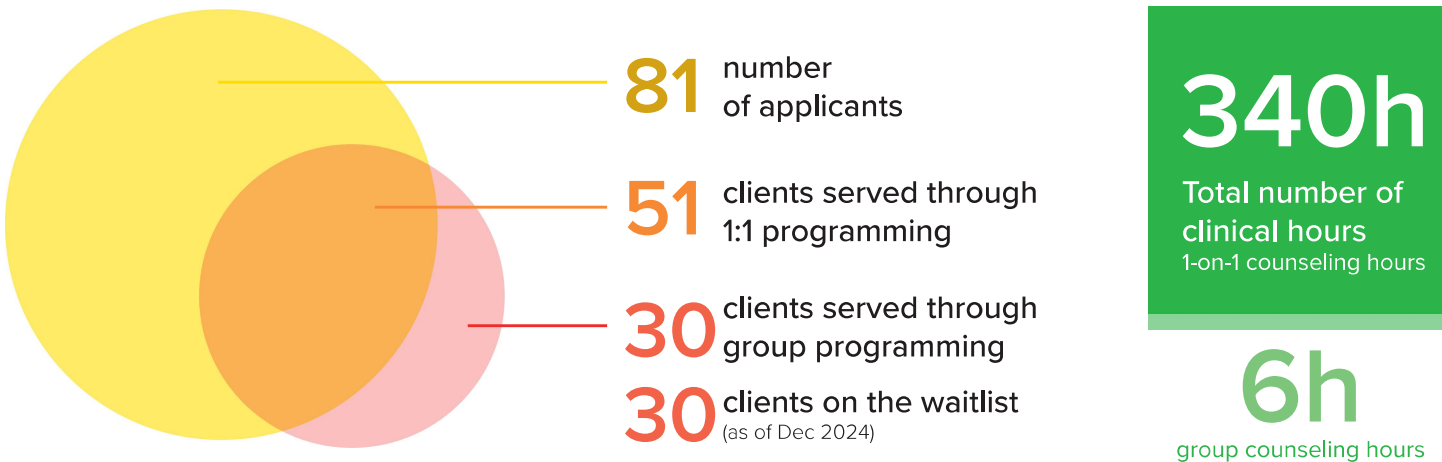 81
number
of applicants
51
clients served through
1:1 programming
30
clients served through
group programming
30
clients on the waitlist
(as of Dec 2024)
340h
Total number of
clinical hours
1-on-1 counseling hours
6h
group counseling hours